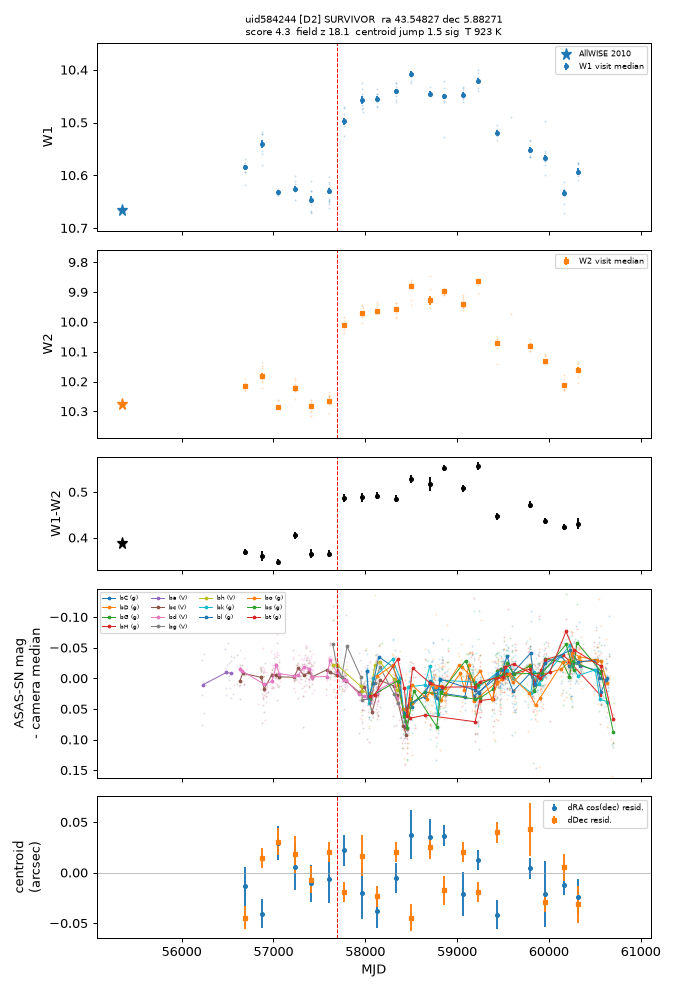 uid584244 [D2] SURVIVOR  ra 43.54827 dec 5.88271
score 4.3  field z 18.1  centroid jump 1.5 sig  T 923 K
AllWISE 2010
W1 visit median
10.4
10.5
10.6
10.7
W1
W2 visit median
9.8
9.9
10.0
10.1
10.2
10.3
W2
0.5
0.4
W1-W2
bC (g)
bD (g)
bG (g)
bH (g)
ba (V)
bc (V)
bd (V)
bg (V)
bh (V)
bk (g)
bl (g)
bo (g)
bs (g)
bt (g)
−0.10
−0.05
0.00
0.05
0.10
0.15
ASAS-SN mag
- camera median
dRA cos(dec) resid.
dDec resid.
0.05
0.00
−0.05
centroid
(arcsec)
56000
57000
58000
59000
60000
61000
MJD